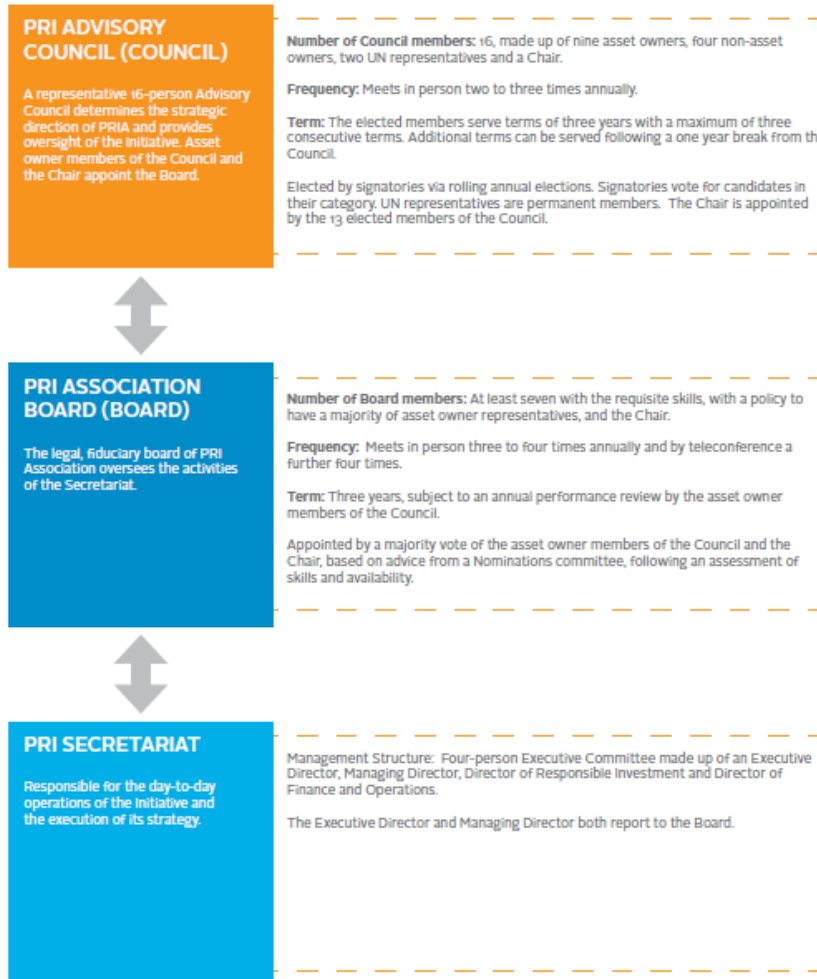 PRI ADVISORY
COUNCIL (COUNCIL)
A representative 16-person Advisory
Council determines the strategic
direction of PRIA and provides
oversight of the Initiative. Asset
owner members of the Council and
the Chair appoint the Board.
Number of Council members: 16, made up of nine asset owners, four non-asset
owners, two UN representatives and a Chair.
Frequency: Meets in person two to three times annually.
Term: The elected members serve terms of three years with a maximum of three
consecutive terms. Additional terms can be served following a one year break from th
Council.
Elected by signatories via rolling annual elections. Signatories vote for candidates in
their category. UN representatives are permanent members. The Chair is appointed
by the 13 elected members of the Council.
PRI ASSOCIATION
BOARD (BOARD)
The legal, fiduciary board of PRI
Association oversees the activities
of the Secretariat.
Number of Board members: At least seven with the requisite skills, with a policy to
have a majority of asset owner representatives, and the Chair.
Frequency: Meets in person three to four times annually and by teleconference a
further four times.
Term: Three years, subject to an annual performance review by the asset owner
members of the Council.
Appointed by a majority vote of the asset owner members of the Council and the
Chair, based on advice from a Nominations committee, following an assessment of
skills and availability.
PRI SECRETARIAT
Responsible for the day-to-day
operations of the Initiative and
the execution of its strategy.
Management Structure: Four-person Executive Committee made up of an Executive
Director, Managing Director, Director of Responsible Investment and Director of
Finance and Operations.
The Executive Director and Managing Director both report to the Board.